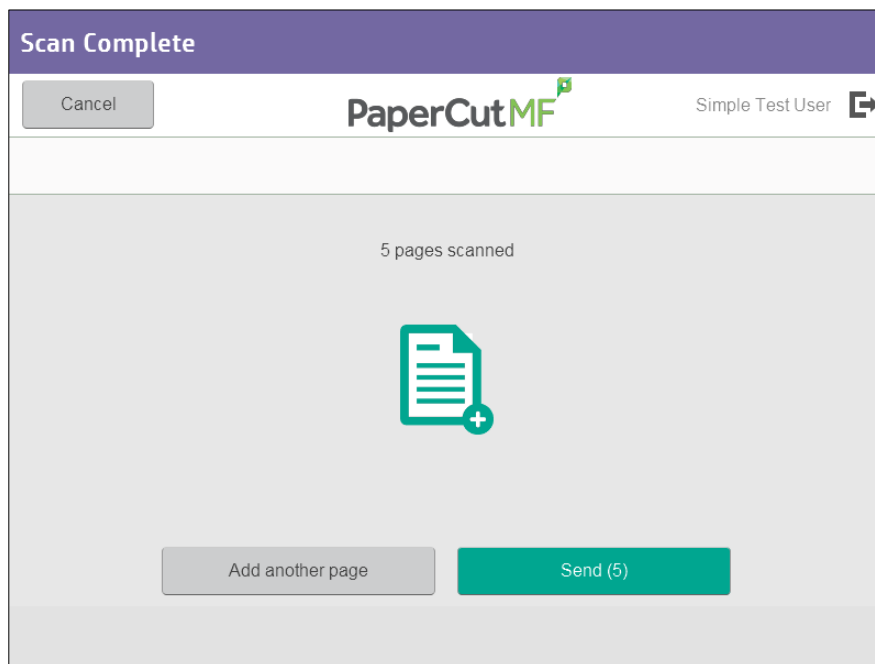 Scan Complete
Cancel
PaperCutMF
Simple Test User
5 pages scanned
Add another page
Send (5)